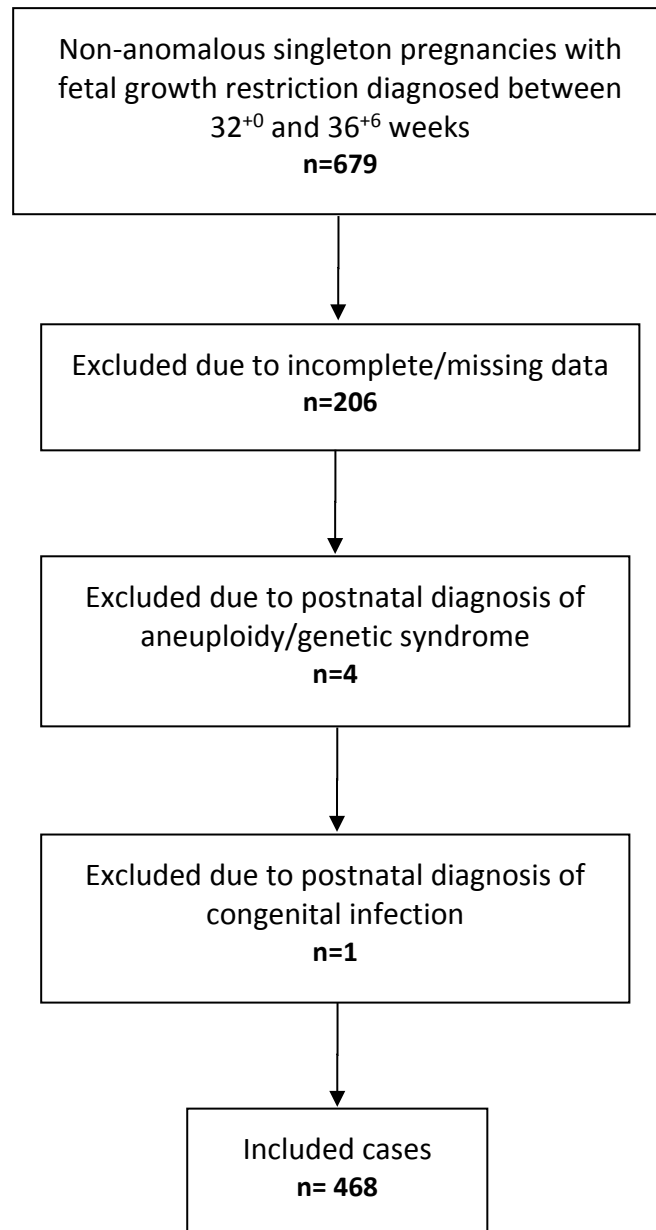 Non-anomalous singleton pregnancies with
fetal growth restriction diagnosed between
32⁺⁰ and 36⁺⁶ weeks
n=679
Excluded due to incomplete/missing data
n=206
Excluded due to postnatal diagnosis of
aneuploidy/genetic syndrome
n=4
Excluded due to postnatal diagnosis of
congenital infection
n=1
Included cases
n= 468